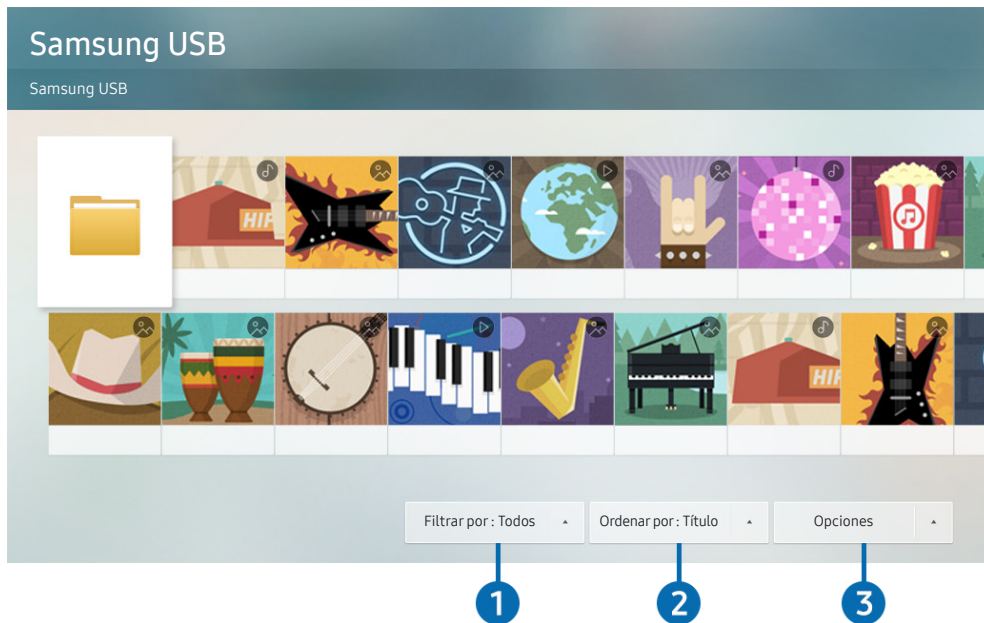 Samsung USB
Samsung USB
HIP
HIP
Filtrar por : Todos
Ordenar por : Título
Opciones
1
2
3